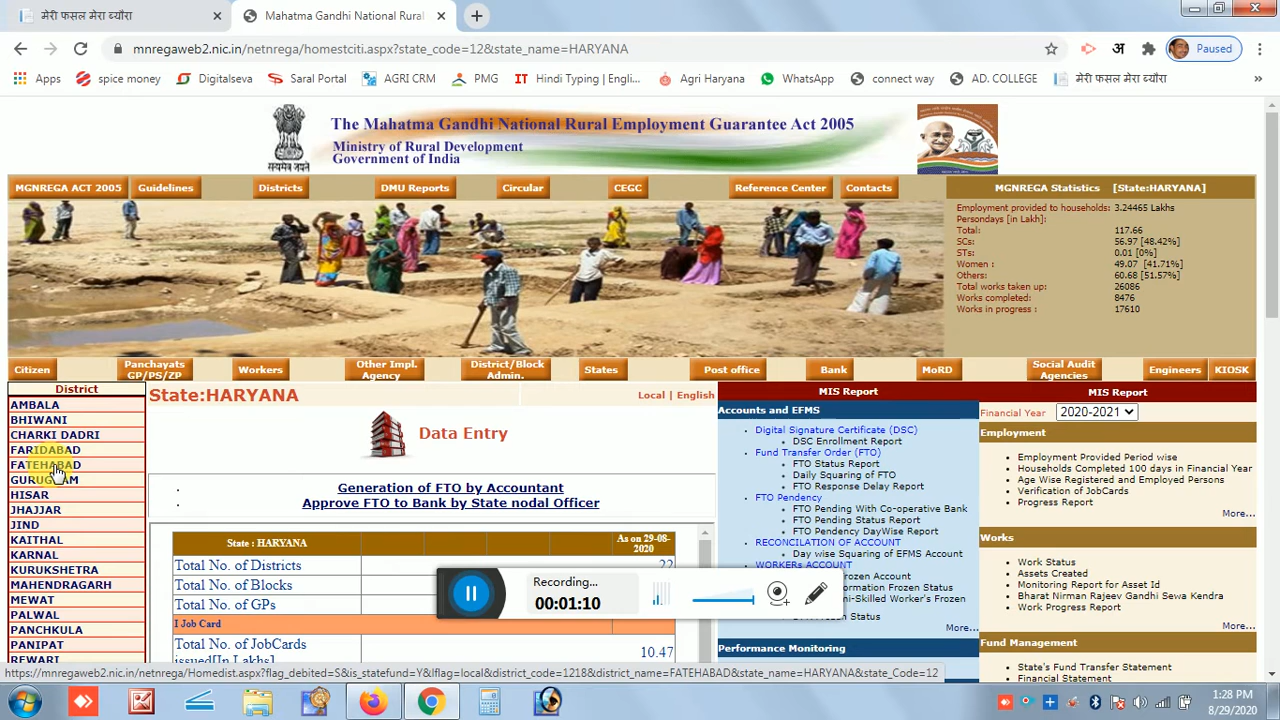 मेरी फसल मेरा ब्यौरा
Mahatma Gandhi National Rural
mnregaweb2.nic.in/netnrega/homestciti.aspx?state_code=12&state_name=HARYANA
अ
Paused
Apps
spice money
Digitalseva
Saral Portal
AGRI CRM
PMG
IT Hindi Typing | Engli...
Agri Haryana
WhatsApp
connect way
AD. COLLEGE
मेरी फसल मेरा ब्यौरा
»
The Mahatma Gandhi National Rural Employment Guarantee Act 2005
Ministry of Rural Development
Government of India
MGNREGA ACT 2005
Guidelines
Districts
DMU Reports
Circular
CEGC
Reference Center
Contacts
MGNREGA Statistics [State:HARYANA]
Employment provided to households: 3.24465 Lakhs
Persondays [in Lakh]:
Total: 117.66
SCs: 56.97 [48.42%]
STs: 0.01 [0%]
Women : 49.07 [41.71%]
Others: 60.68 [51.57%]
Total works taken up: 26086
Works completed: 8476
Works in progress : 17610
Citizen
Panchayats
GP/PS/ZP
Workers
Other Impl.
Agency
District/Block
Admin.
States
Post office
Bank
MoRD
Social Audit
Agencies
Engineers
KIOSK
District
AMBALA
BHIWANI
CHARKI DADRI
FARIDABAD
FATEHABAD
GURUGRAM
HISAR
JHAJJAR
JIND
KAITHAL
KARNAL
KURUKSHETRA
MAHENDRAGARH
MEWAT
PALWAL
PANCHKULA
PANIPAT
REWARI
State:HARYANA
Local | English
Data Entry
Generation of FTO by Accountant
Approve FTO to Bank by State nodal Officer
State : HARYANA
As on 29-08-2020
Total No. of Districts 22
Total No. of Blocks
Total No. of GPs
I Job Card
Total No. of JobCards
issued[In Lakhs] 10.47
MIS Report
Accounts and EFMS
Digital Signature Certificate (DSC)
DSC Enrollment Report
Fund Transfer Order (FTO)
FTO Status Report
Daily Squaring of FTO
FTO Response Delay Report
FTO Pendency
FTO Pending With Co-operative Bank
FTO Pending Status Report
FTO Pendency DayWise Report
RECONCILATION OF ACCOUNT
Day wise Squaring of EFMS Account
WORKERs ACCOUNT
Frozen Account
Frozen
Status
More...
Performance Monitoring
MIS Report
Financial Year 2020-2021
Employment
Employment Provided Period wise
Households Completed 100 days in Financial Year
Age Wise Registered and Employed Persons
Verification of JobCards
Progress Report
More...
Works
Work Status
Assets Created
Monitoring Report for Asset Id
Bharat Nirman Rajeev Gandhi Sewa Kendra
Work Progress Report
More...
Fund Management
State's Fund Transfer Statement
Financial Statement
Recording...
00:01:10
https://mnregaweb2.nic.in/netnrega/Homedist.aspx?flag_debited=S&is_statefund=Y&lflag=local&district_code=1218&district_name=FATEHABAD&state_name=HARYANA&state_Code=12
1:28 PM
8/29/2020